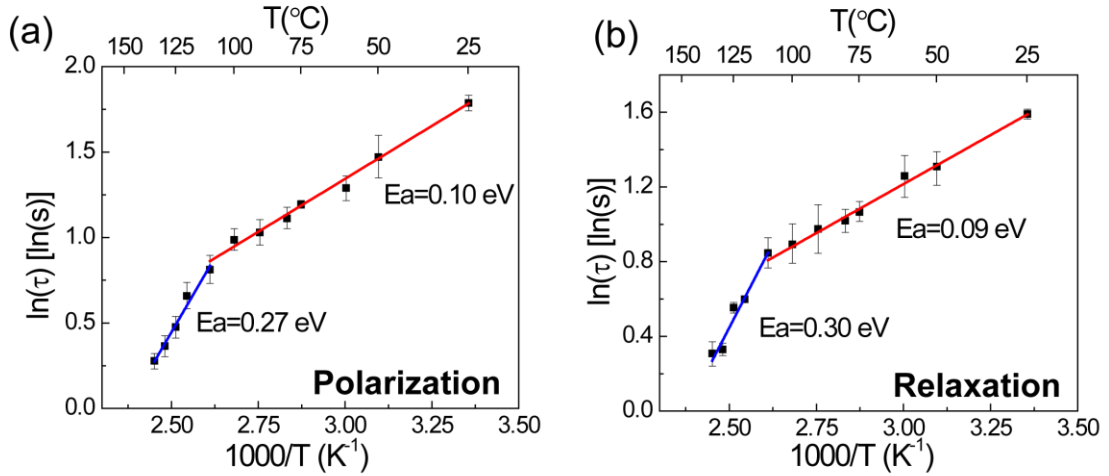 (a)
T(°C)
150 125 100 75 50 25
2.0
1.5
1.0
0.5
0.0
ln(τ) [ln(s)]
Ea=0.10 eV
Ea=0.27 eV
Polarization
2.50 2.75 3.00 3.25 3.50
1000/T (K⁻¹)
(b)
T(°C)
150 125 100 75 50 25
1.6
1.2
0.8
0.4
0.0
ln(τ) [ln(s)]
Ea=0.09 eV
Ea=0.30 eV
Relaxation
2.50 2.75 3.00 3.25 3.50
1000/T (K⁻¹)